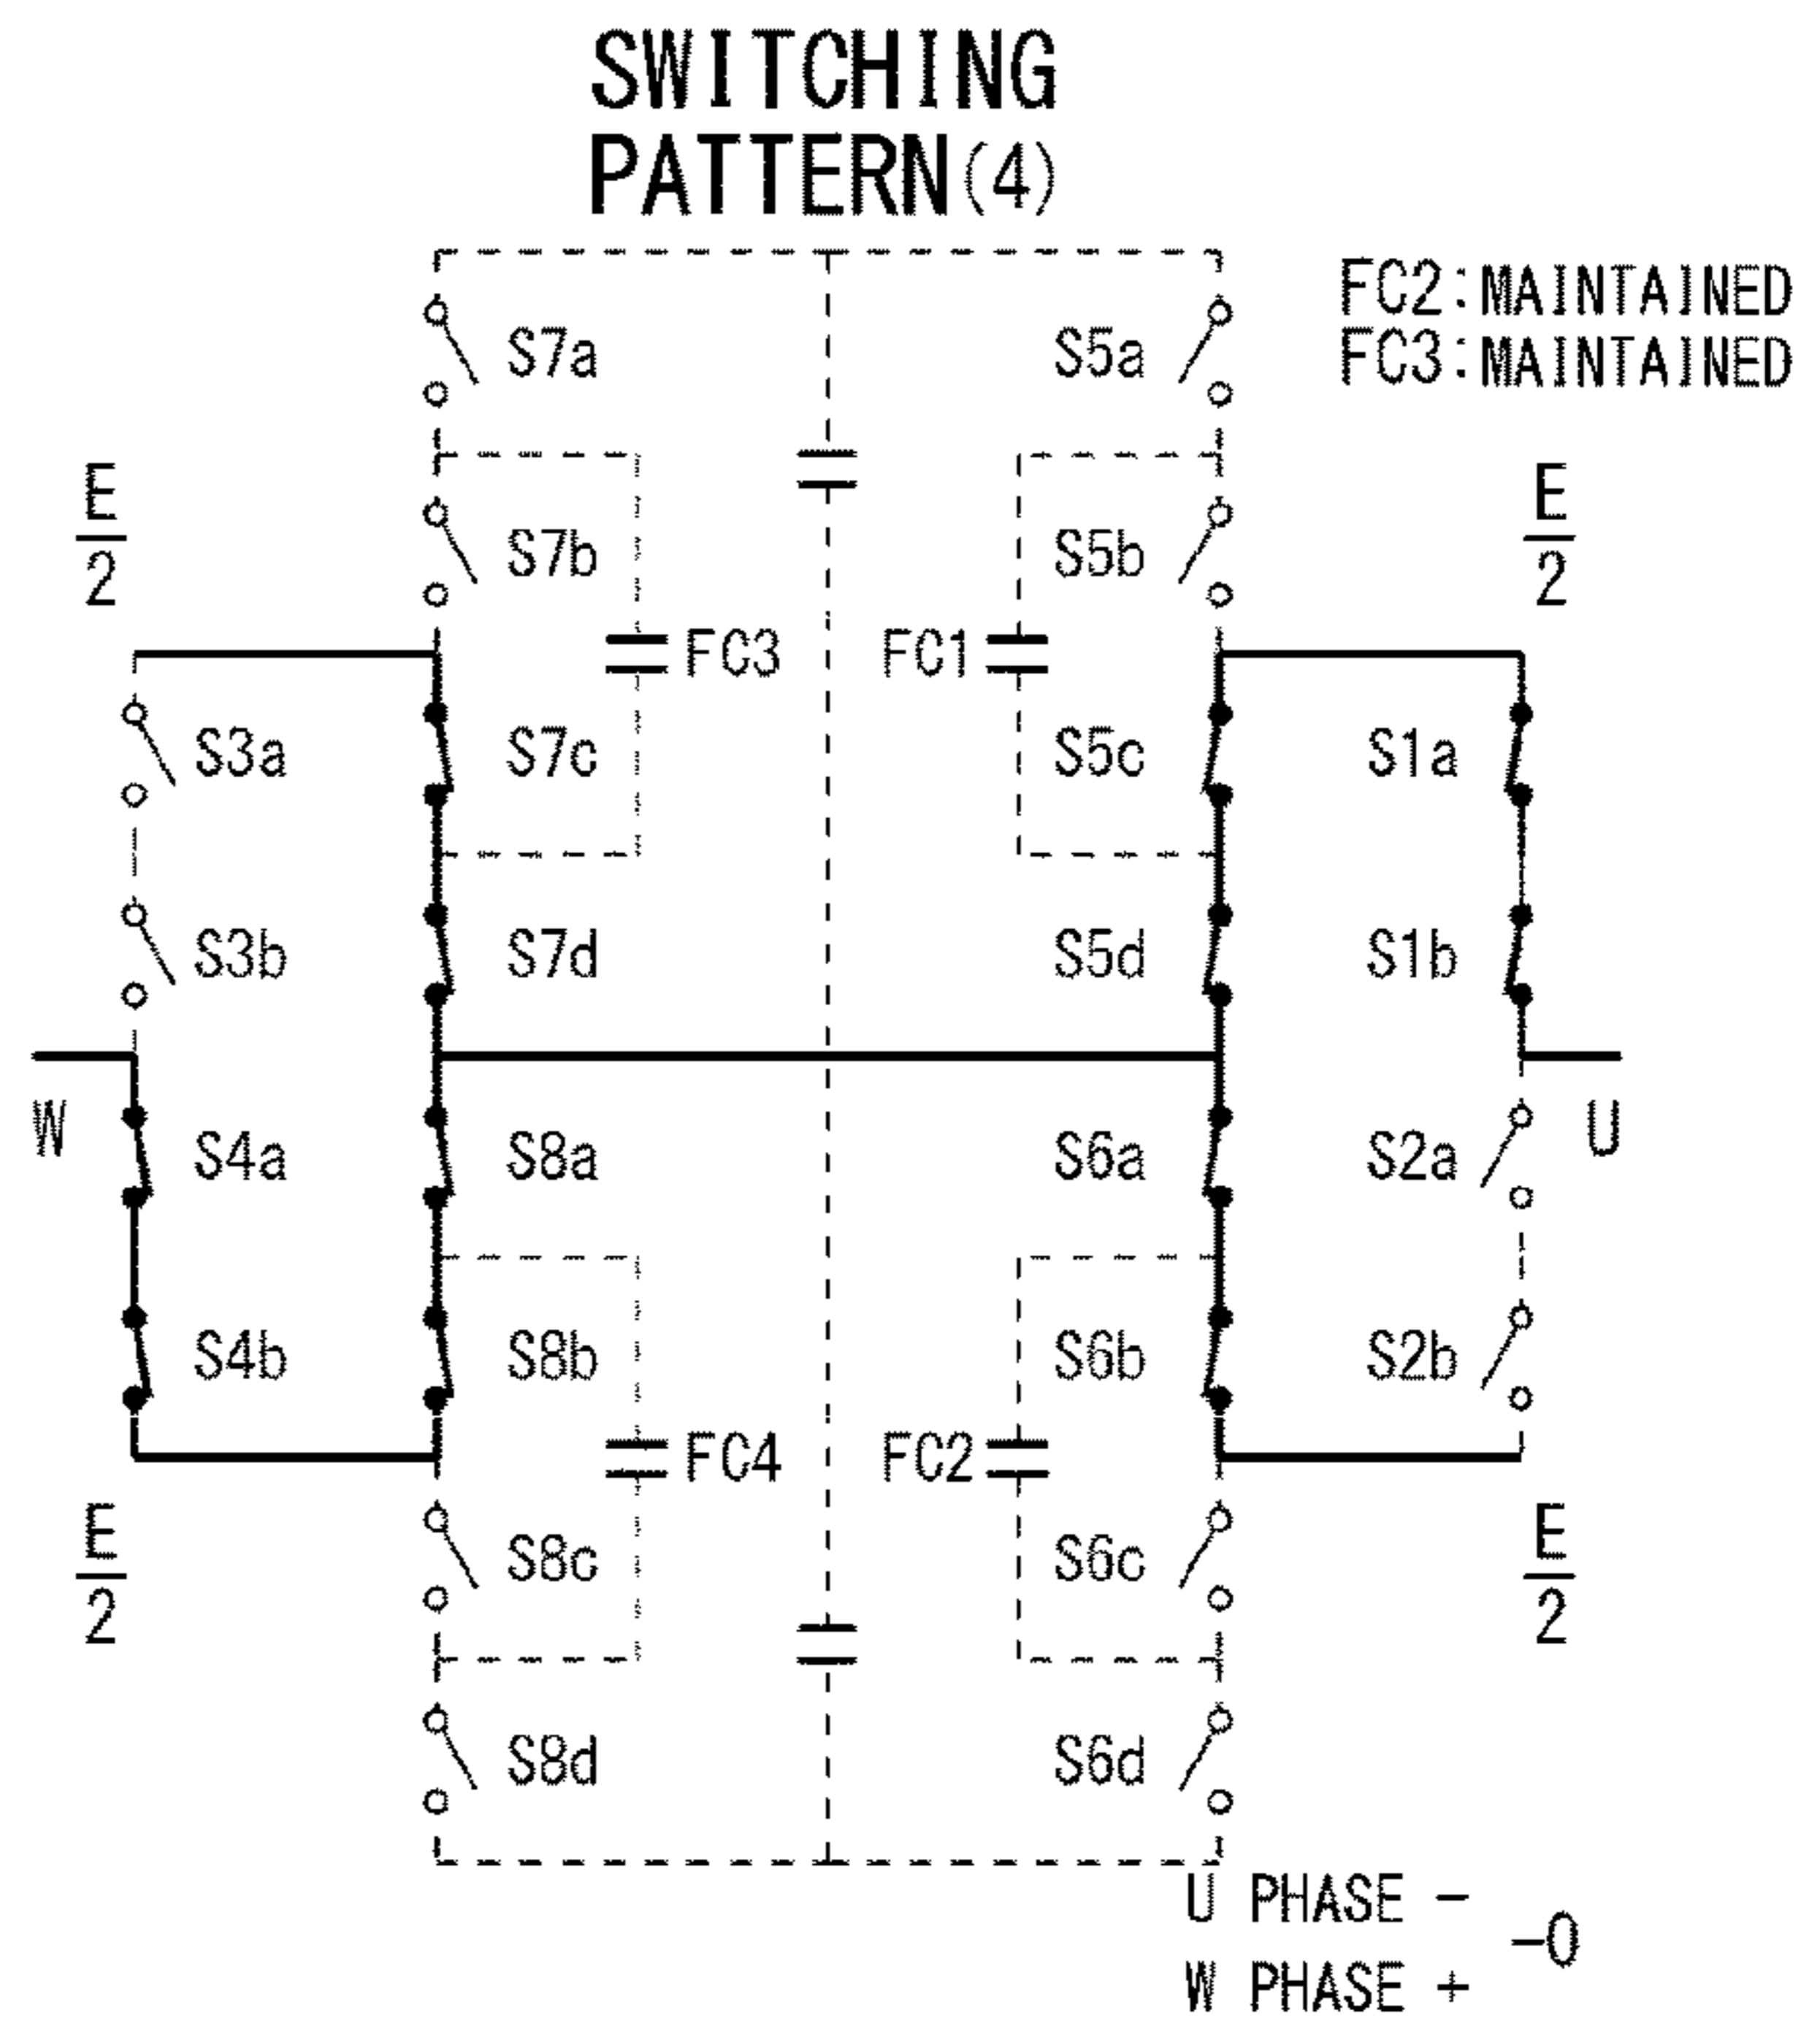 SWITCHING
PATTERN(4)
FC2:MAINTAINED
FC3:MAINTAINED
S7a
S5a
E
2
S7b
S5b
E
2
FC3
FC1
S3a
S7c
S5c
S1a
S3b
S7d
S5d
S1b
W
S4a
S8a
S6a
S2a
U
S4b
S8b
S6b
S2b
FC4
FC2
E
2
S8c
S6c
E
2
S8d
S6d
U PHASE -
-0
W PHASE +